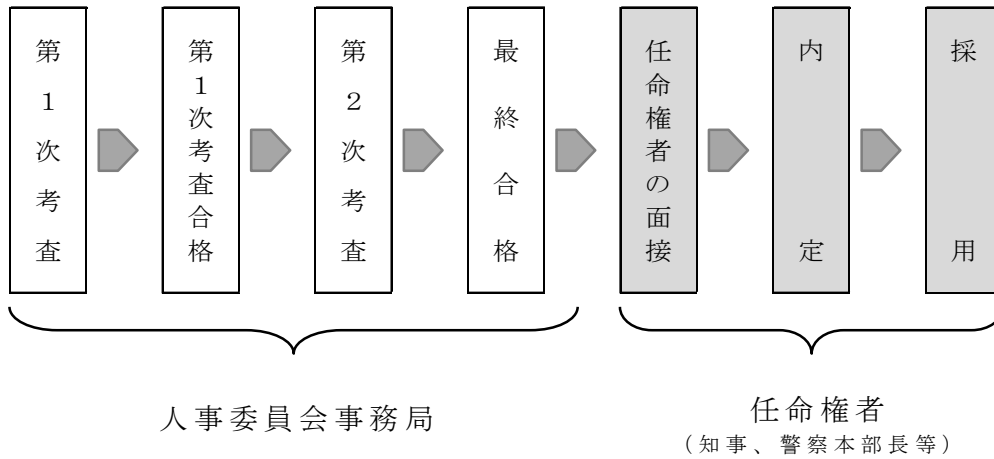 第１次考査
第１次考査合格
第２次考査
最終合格
任命権者の面接
内定
採用
人事委員会事務局
任命権者
（知事、警察本部長等）